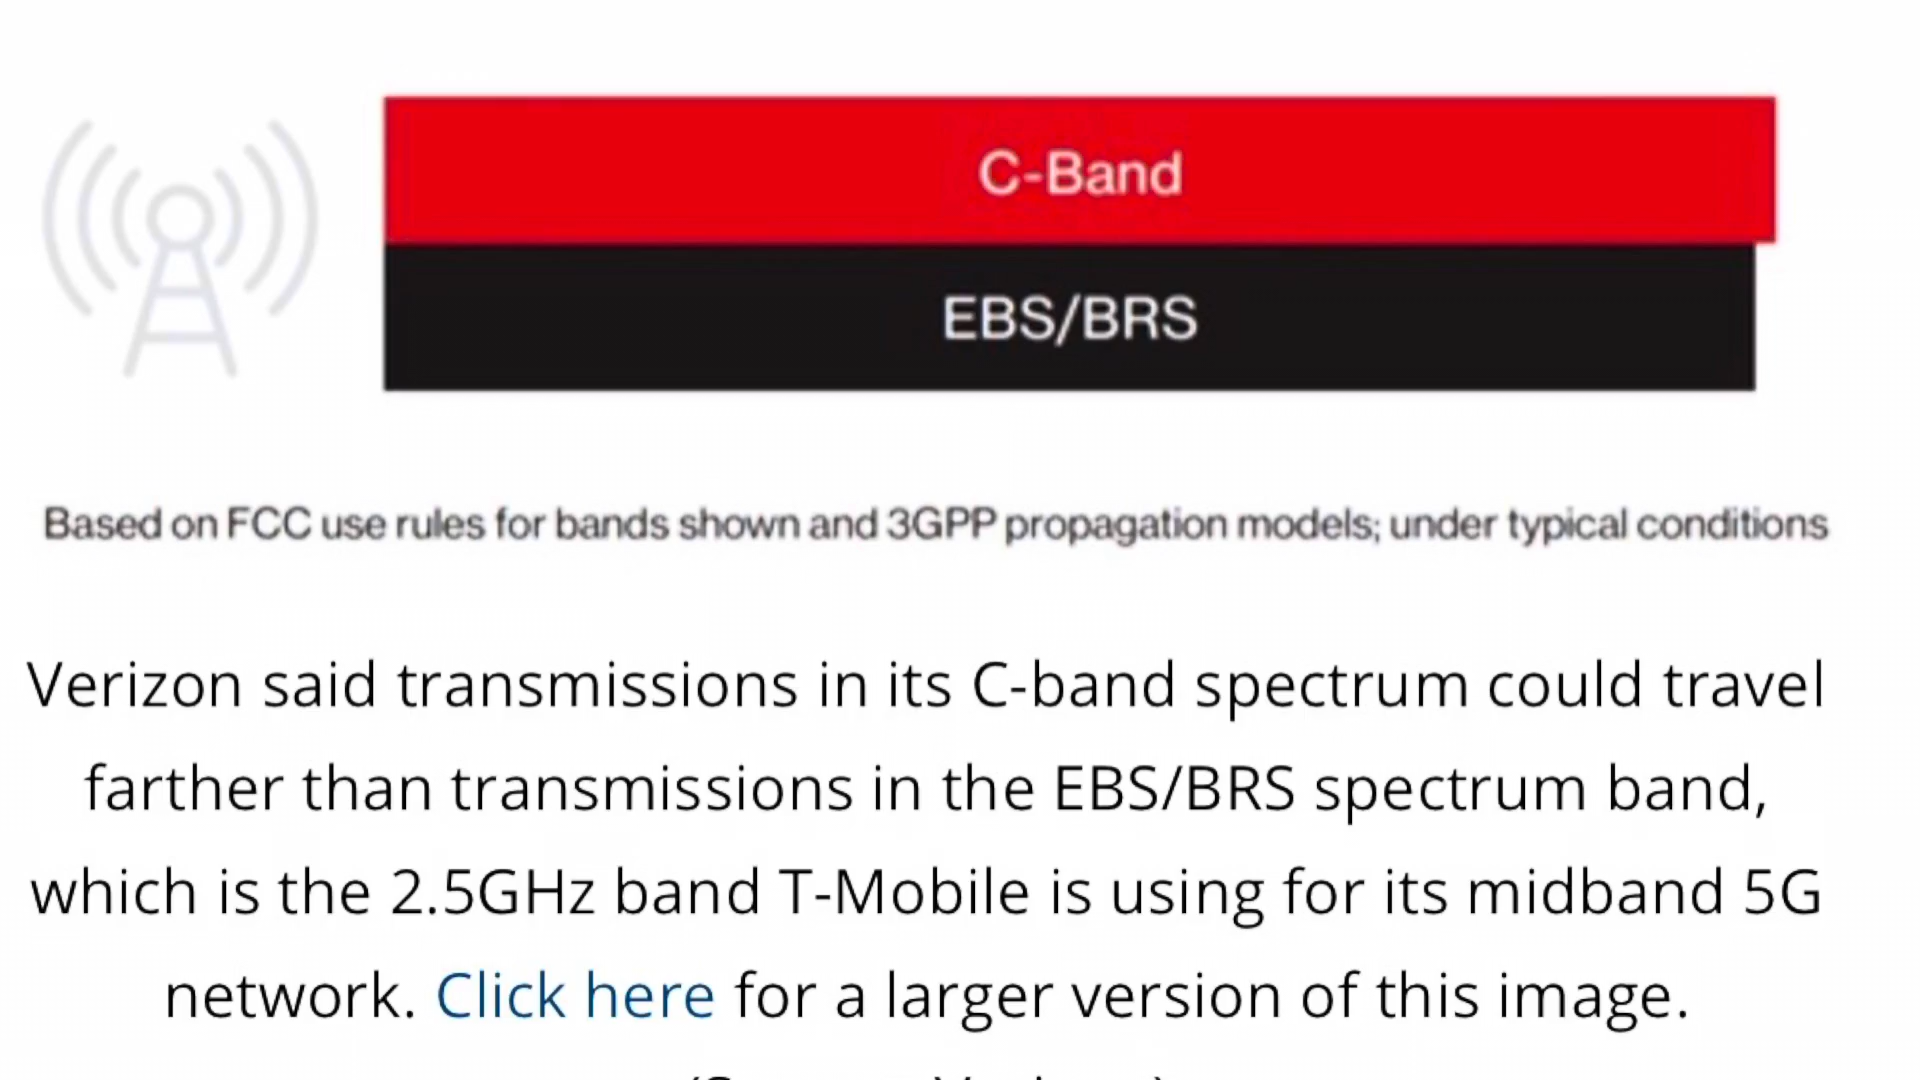 C-Band
EBS/BRS
Based on FCC use rules for bands shown and 3GPP propagation models; under typical conditions
Verizon said transmissions in its C-band spectrum could travel
farther than transmissions in the EBS/BRS spectrum band,
which is the 2.5GHz band T-Mobile is using for its midband 5G
network. Click here for a larger version of this image.